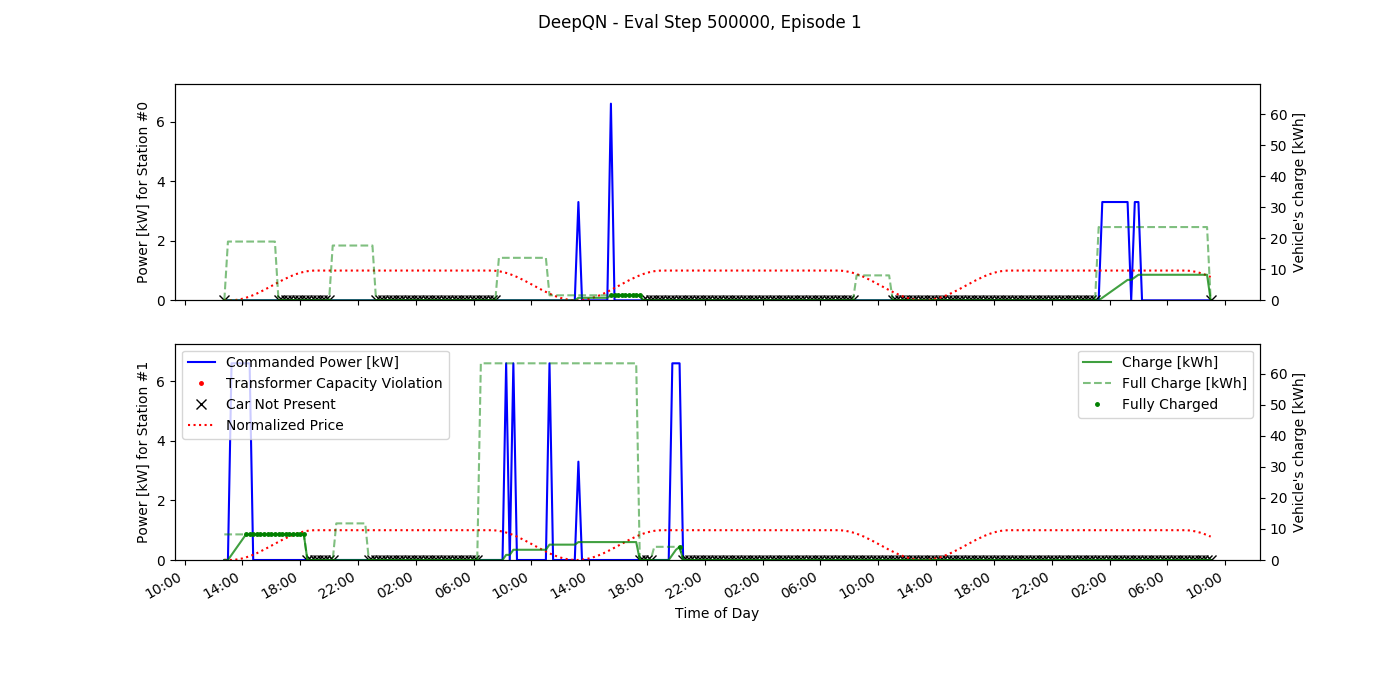 DeepQN - Eval Step 500000, Episode 1
Power [kW] for Station #0
6
4
2
0
60
50
40
30
20
10
0
Vehicle's charge [kWh]
Power [kW] for Station #1
6
4
2
0
Commanded Power [kW]
Transformer Capacity Violation
Car Not Present
Normalized Price
Charge [kWh]
Full Charge [kWh]
Fully Charged
60
50
40
30
20
10
0
Vehicle's charge [kWh]
10:00 14:00 18:00 22:00 02:00 06:00 10:00 14:00 18:00 22:00 02:00 06:00 10:00 14:00 18:00 22:00 02:00 06:00 10:00
Time of Day